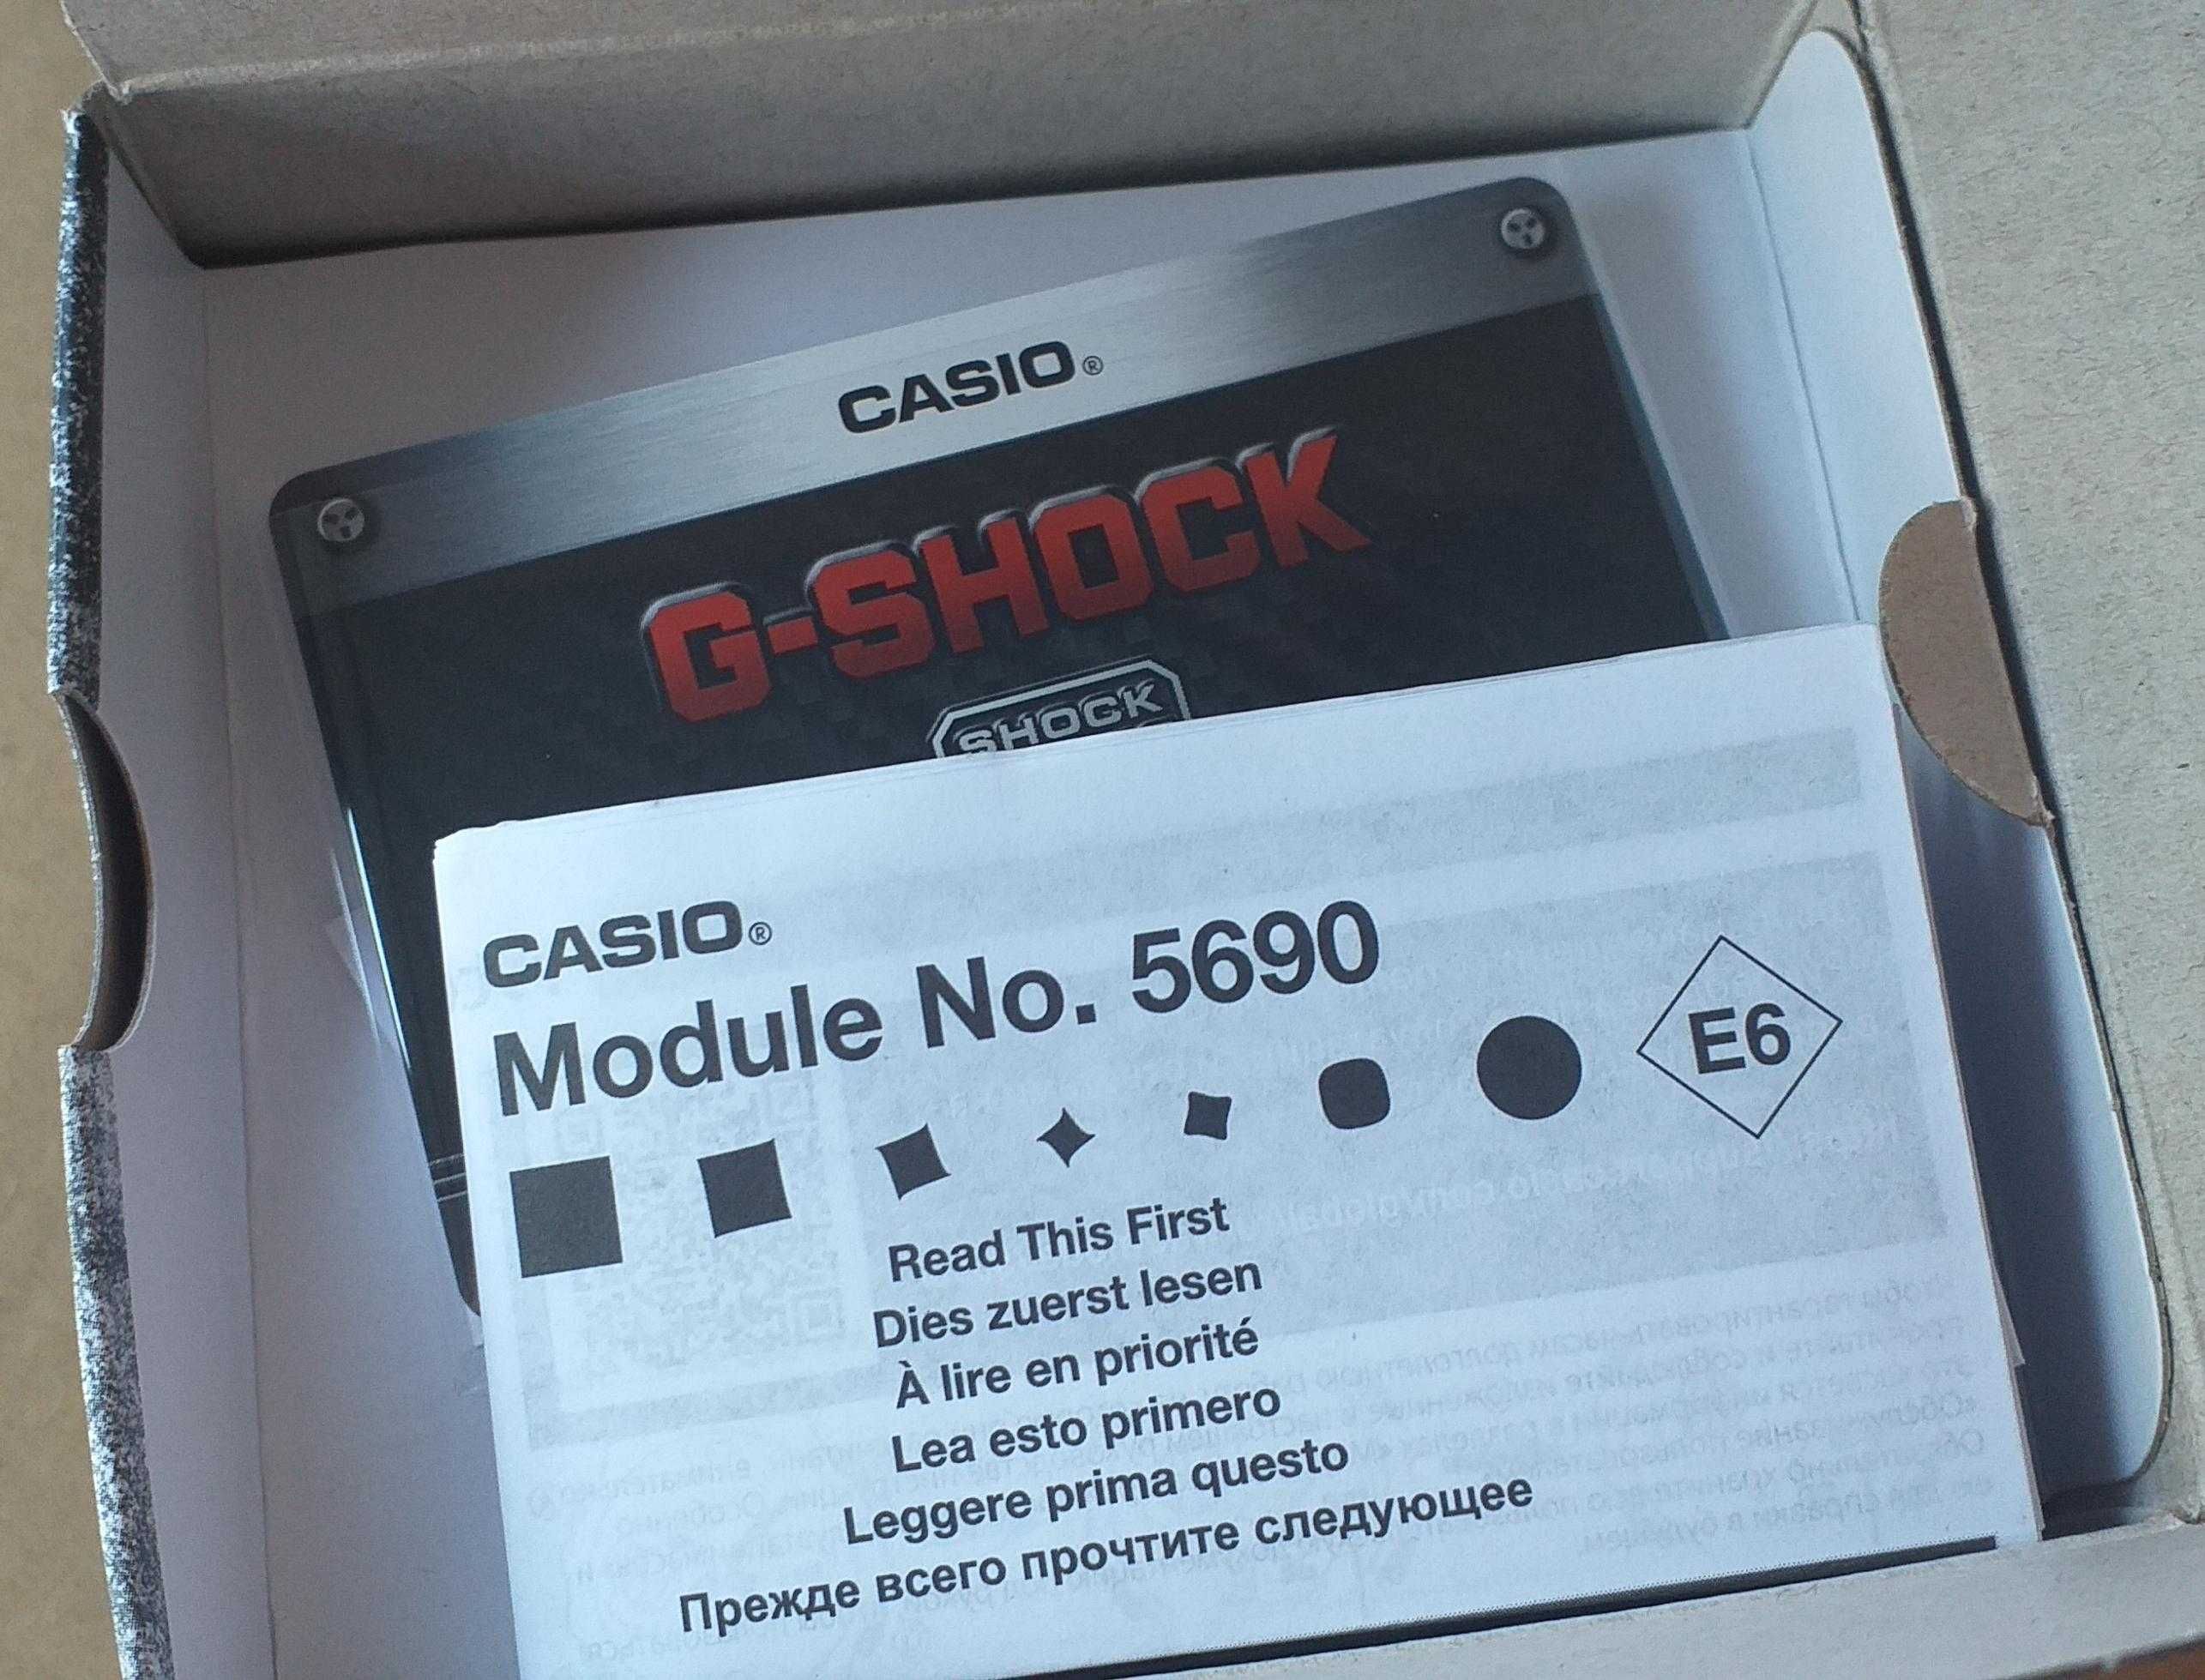 CASIO®
G-SHOCK
SHOCK
CASIO®
Module No. 5690
E6
Read This First
Dies zuerst lesen
À lire en priorité
Lea esto primero
Leggere prima questo
Прежде всего прочтите следующее